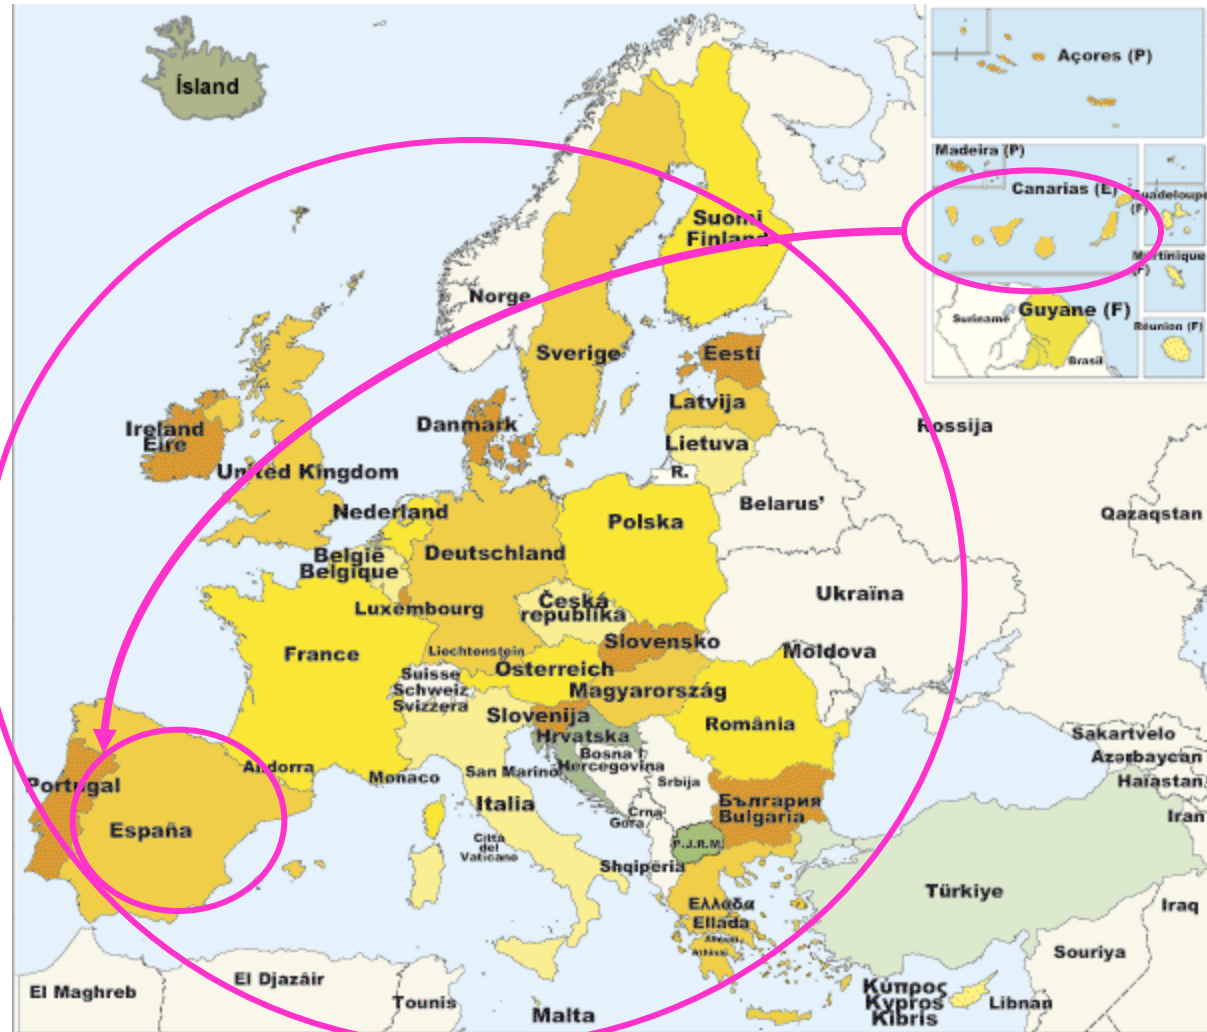 Ísland
Açores (P)
Madeira (P)
Canarias (E)
Guadeloupe
(F)
Martinique
(F)
Guyane (F)
Suriname
Brasil
Réunion (F)
Suomi
Finland
Norge
Sverige
Eesti
Latvija
Lietuva
R.
Danmark
Ireland
Éire
United Kingdom
Rossija
Belarus’
Qazaqstan
Nederland
Polska
België
Belgique
Deutschland
Ukraïna
Luxembourg
Česká
republika
Slovensko
France
Liechtenstein
Österreich
Moldova
Suisse
Schweiz
Svizzera
Magyarország
Slovenija
România
Hrvatska
Sakartvelo
Bosna i
Hercegovina
Azərbaycan
Andorra
Monaco
San Marino
Srbija
Haïastan
Portugal
Italia
България
Bulgaria
Crna
Gora
Iran
España
Città
del
Vaticano
P.J.R.M.
Shqipëria
Türkiye
Ελλάδα
Ellada
Iraq
Souriya
El Maghreb
El Djazâir
Tounis
Malta
Κύπρος
Kypros
Kibris
Libnan